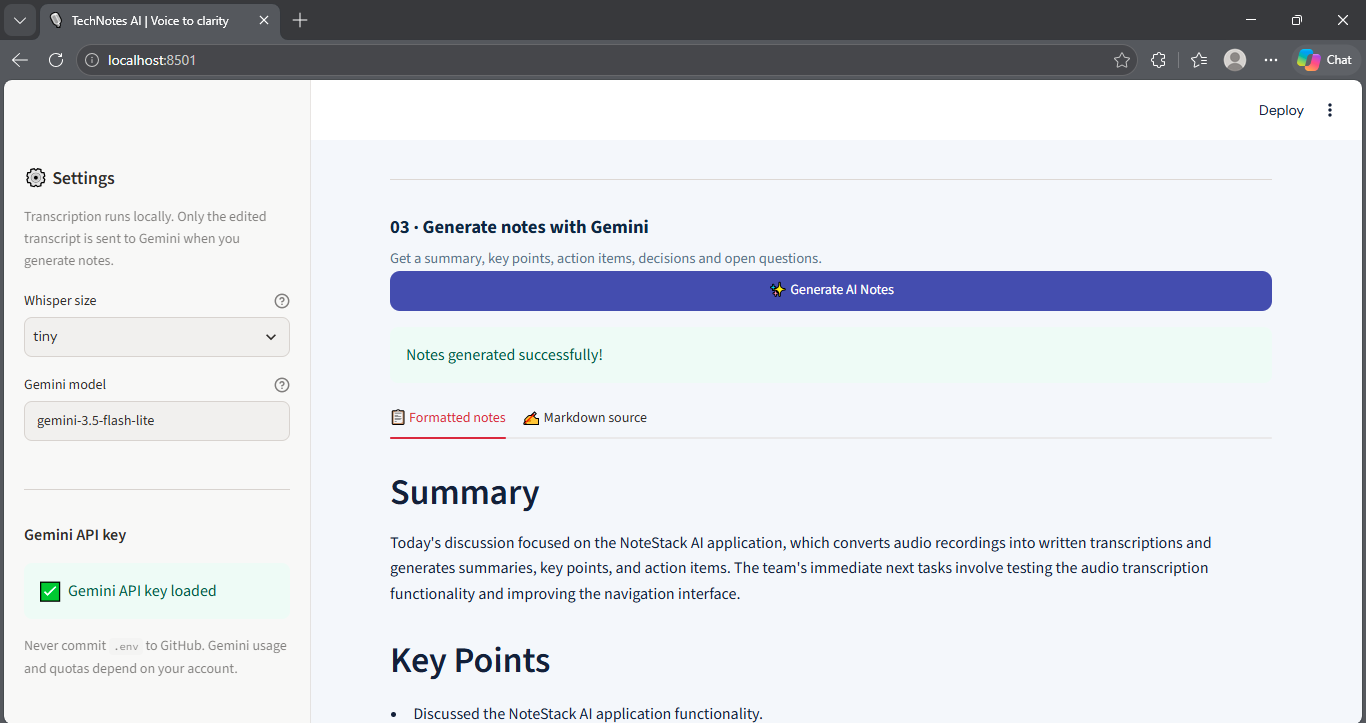 TechNotes AI | Voice to clarity
localhost:8501
Chat
Deploy
Settings
Transcription runs locally. Only the edited
transcript is sent to Gemini when you
generate notes.
Whisper size
tiny
Gemini model
gemini-3.5-flash-lite
Gemini API key
Gemini API key loaded
Never commit .env to GitHub. Gemini usage
and quotas depend on your account.
03 · Generate notes with Gemini
Get a summary, key points, action items, decisions and open questions.
✨ Generate AI Notes
Notes generated successfully!
Formatted notes
Markdown source
Summary
Today's discussion focused on the NoteStack AI application, which converts audio recordings into written transcriptions and
generates summaries, key points, and action items. The team's immediate next tasks involve testing the audio transcription
functionality and improving the navigation interface.
Key Points
• Discussed the NoteStack AI application functionality.